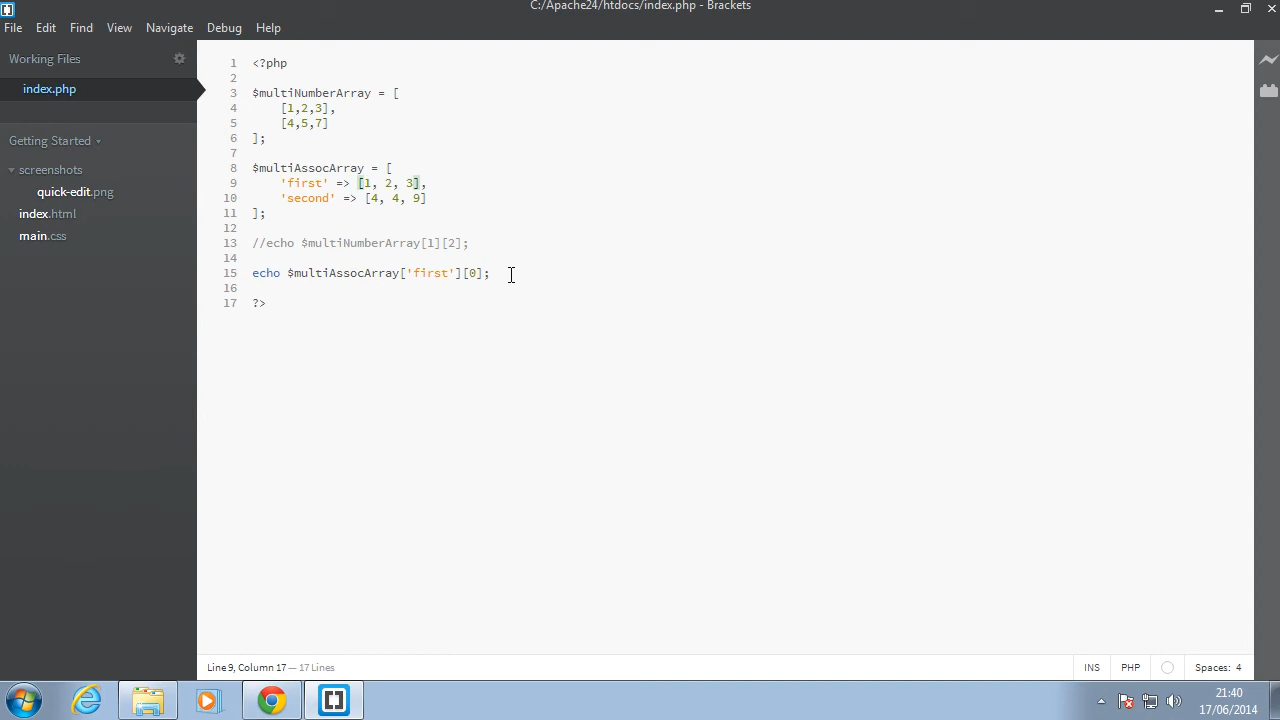 C:/Apache24/htdocs/index.php - Brackets
File Edit Find View Navigate Debug Help
Working Files
index.php
Getting Started
screenshots
quick-edit.png
index.html
main.css
1 <?php
2
3 $multiNumberArray = [
4 [1,2,3],
5 [4,5,7]
6 ];
7
8 $multiAssocArray = [
9 'first' => [1, 2, 3],
10 'second' => [4, 4, 9]
11 ];
12
13 //echo $multiNumberArray[1][2];
14
15 echo $multiAssocArray['first'][0];
16
17 ?>
Line 9, Column 17 — 17 Lines
INS PHP Spaces: 4
21:40
17/06/2014